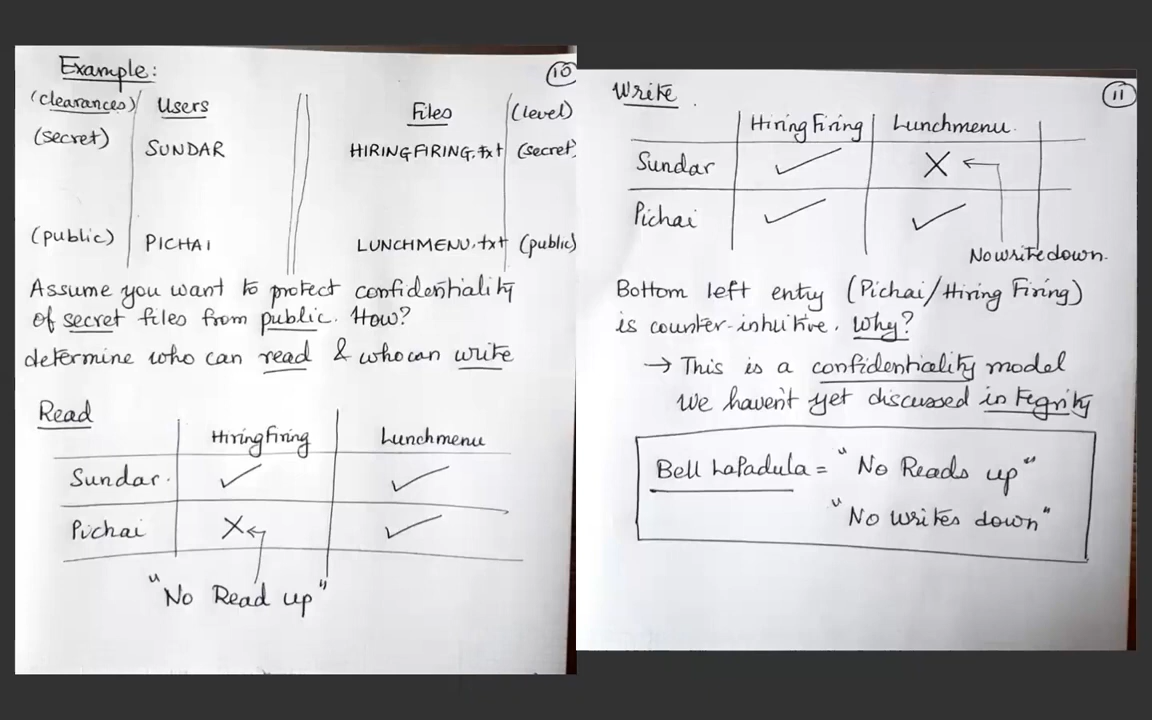 Example:
10
(clearances) Users Files (level)
(secret) SUNDAR HIRINGFIRING.txt (secret)
(public) PICHAI LUNCHMENU.txt (public)
Assume you want to protect confidentiality
of secret files from public. How?
determine who can read & who can write
Read
HiringFiring Lunchmenu
Sundar. ✓ ✓
Pichai X ✓
"No Read up"
11
Write
HiringFiring Lunchmenu.
Sundar ✓ X
Pichai ✓ ✓
No write down.
Bottom left entry (Pichai/Hiring Firing)
is counter-intuitive. Why?
→ This is a confidentiality model
We haven't yet discussed integrity
Bell LaPadula = "No Reads up"
"No writes down"